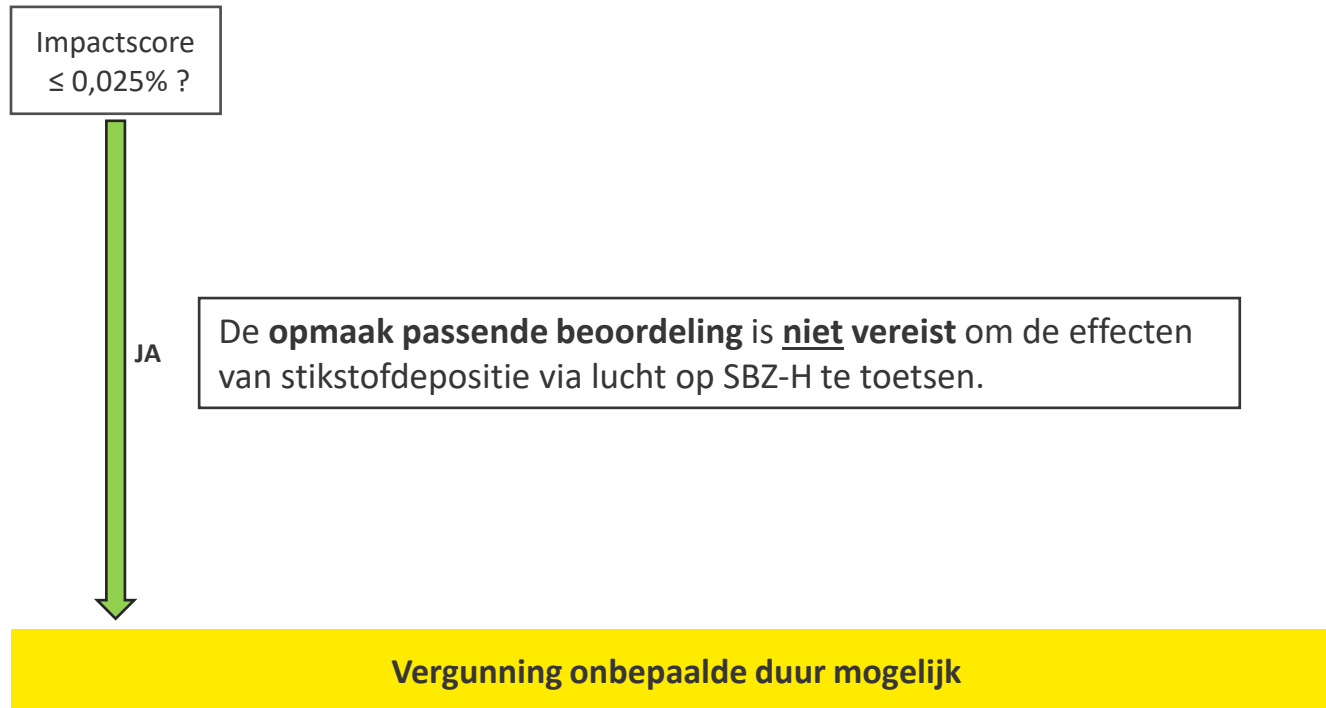 Impactscore
≤ 0,025% ?
JA
De opmaak passende beoordeling is niet vereist om de effecten
van stikstofdepositie via lucht op SBZ-H te toetsen.
Vergunning onbepaalde duur mogelijk